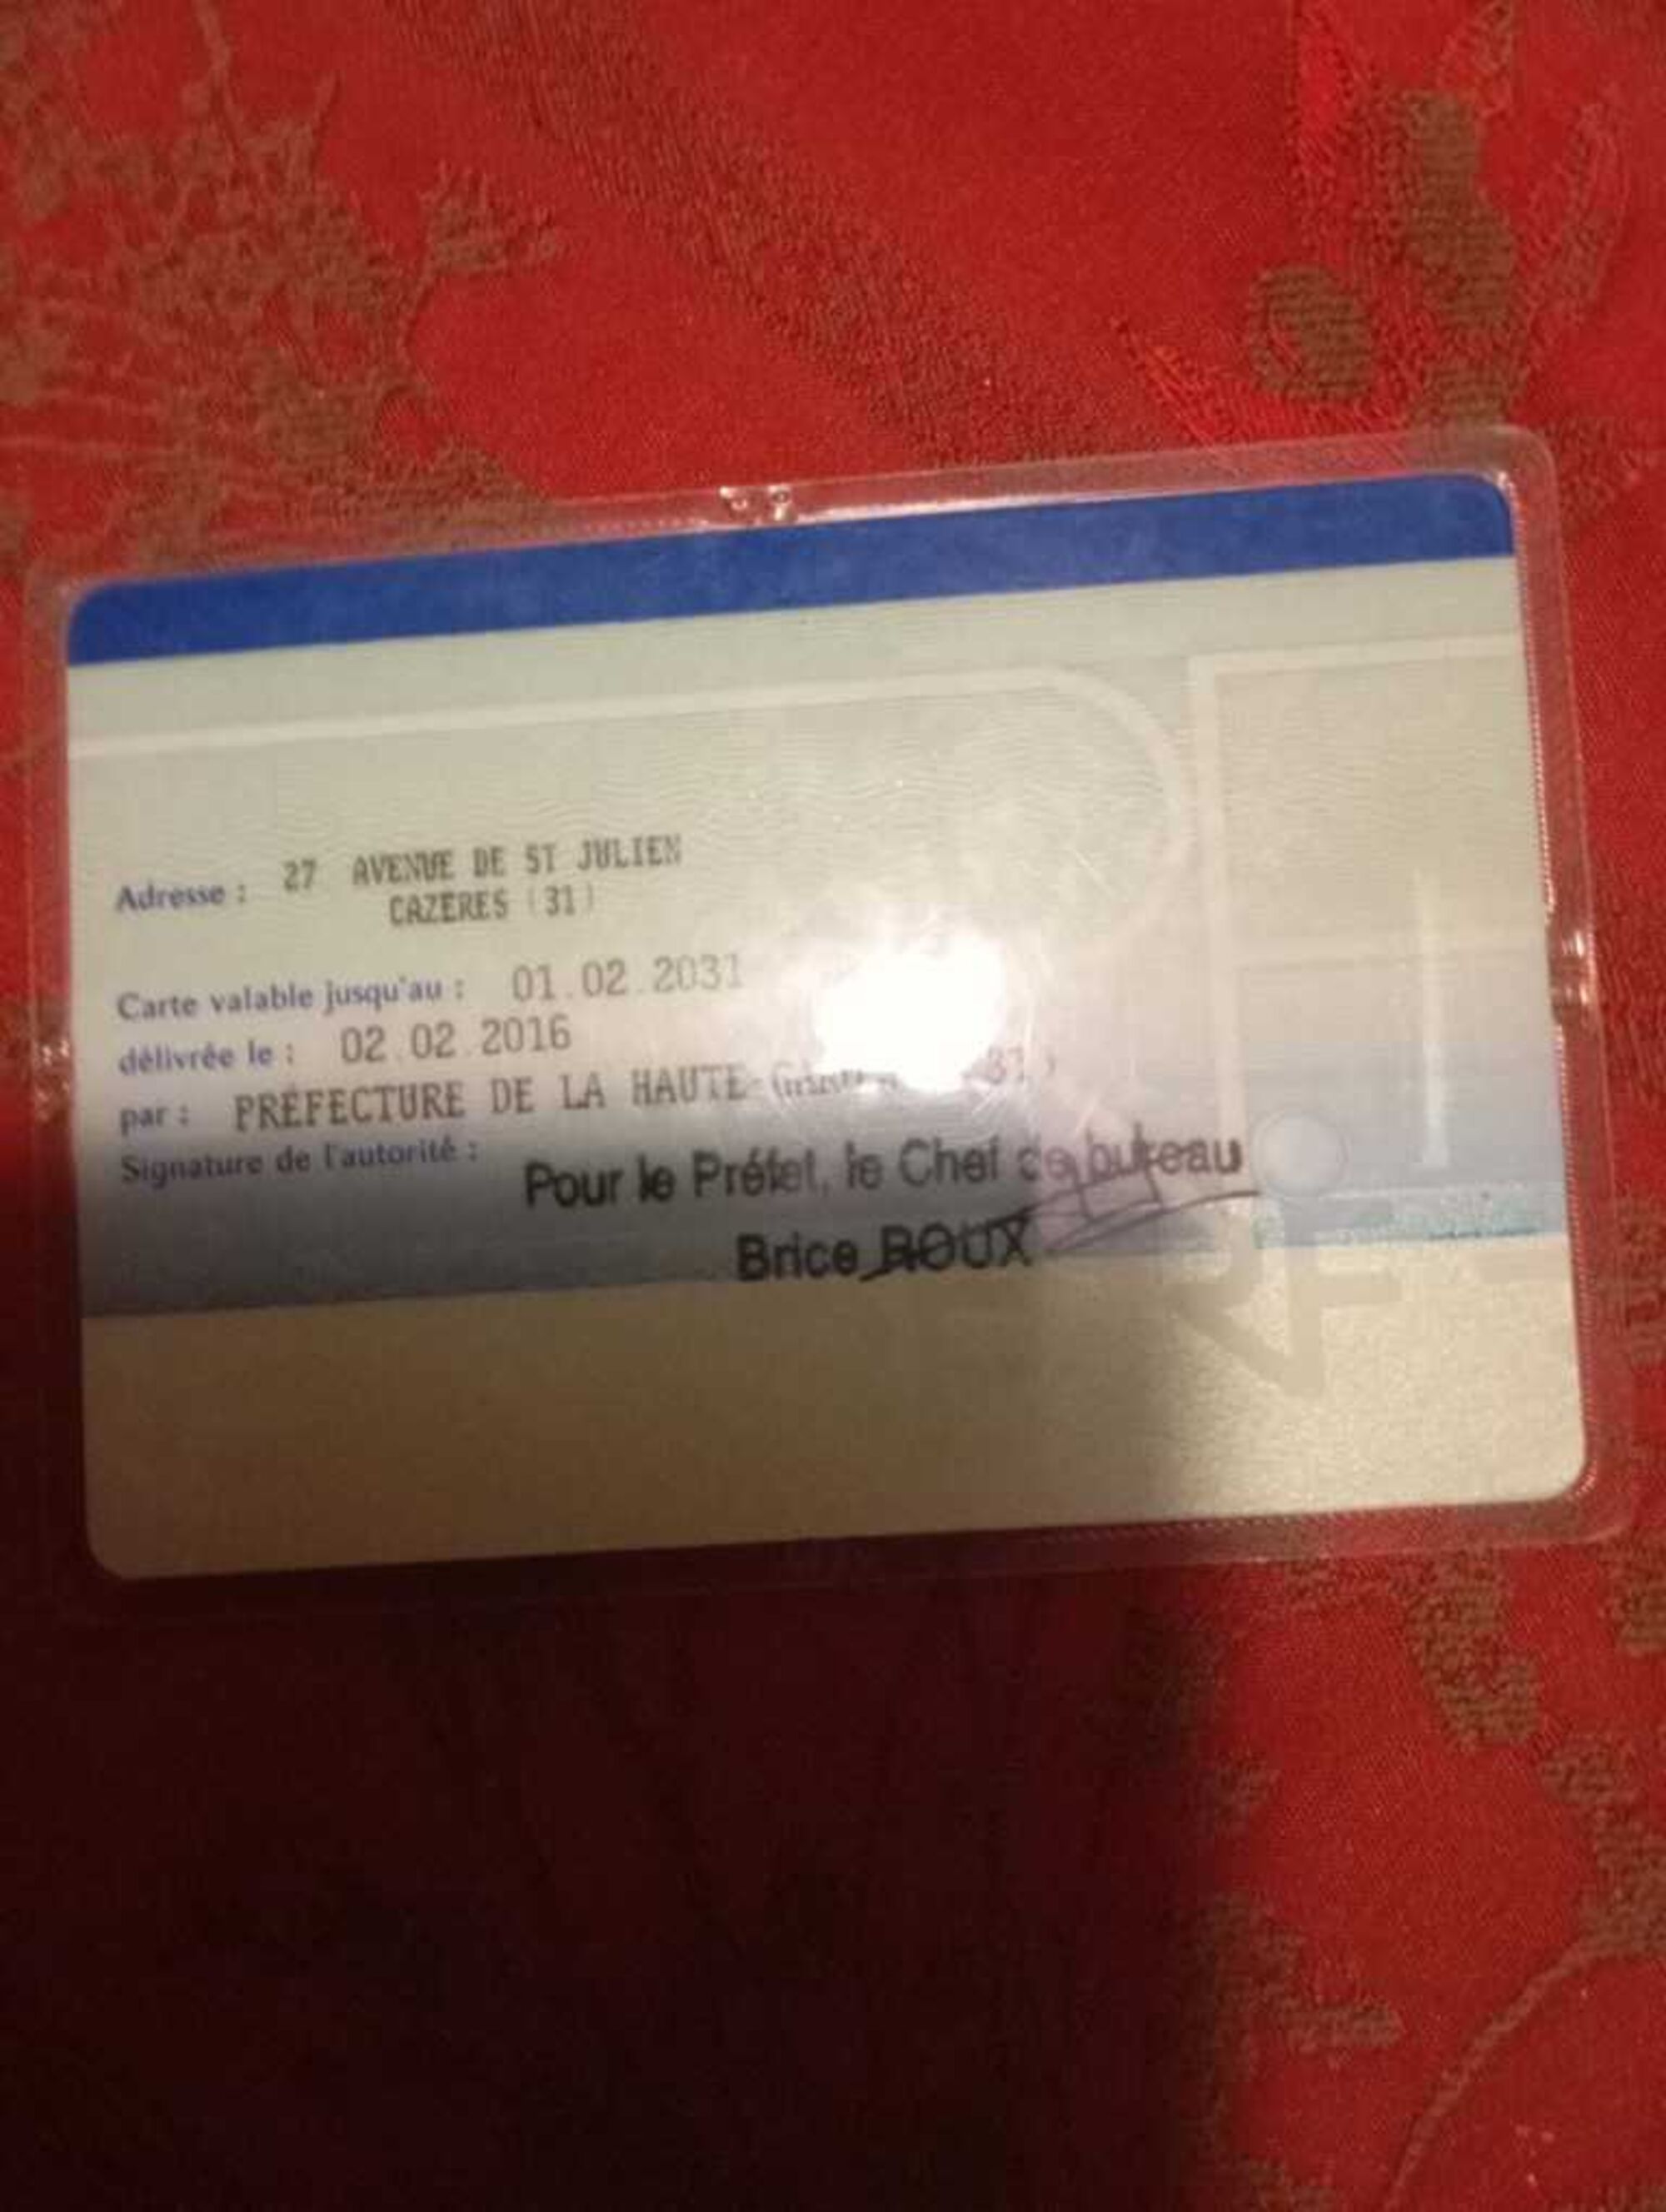 Adresse : 27 AVENUE DE ST JULIEN
CAZERES (31)
Carte valable jusqu'au : 01.02.2031
délivrée le : 02.02.2016
par : PRÉFECTURE DE LA HAUTE-
Signature de l'autorité :
Pour le Préfet, le Chef de bureau
Brice ROUX